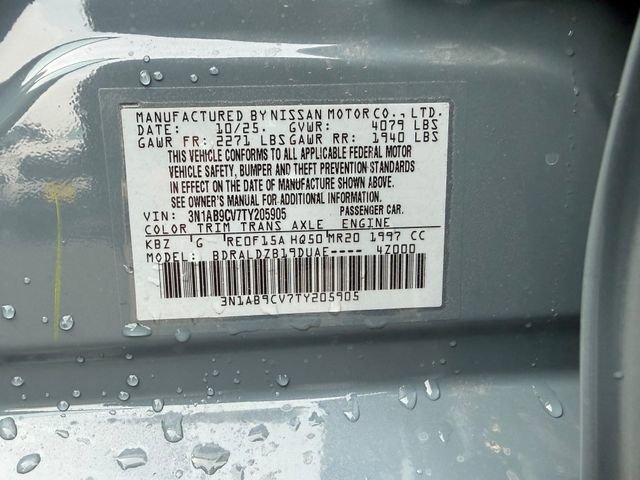 MANUFACTURED BY NISSAN MOTOR CO., LTD.
DATE: 10/25. GVWR: 4079 LBS
GAWR FR: 2271 LBS GAWR RR: 1940 LBS
THIS VEHICLE CONFORMS TO ALL APPLICABLE FEDERAL MOTOR
VEHICLE SAFETY, BUMPER AND THEFT PREVENTION STANDARDS
IN EFFECT ON THE DATE OF MANUFACTURE SHOWN ABOVE.
SEE OWNER'S MANUAL FOR ADDITIONAL INFORMATION.
VIN: 3N1AB9CV7TY205905 PASSENGER CAR.
COLOR TRIM TRANS AXLE ENGINE
KBZ G RE0F15A HQ50 MR20 1997 CC
MODEL: BDRALDZB19DUAE---- 4Z000
3N1AB9CV7TY205905